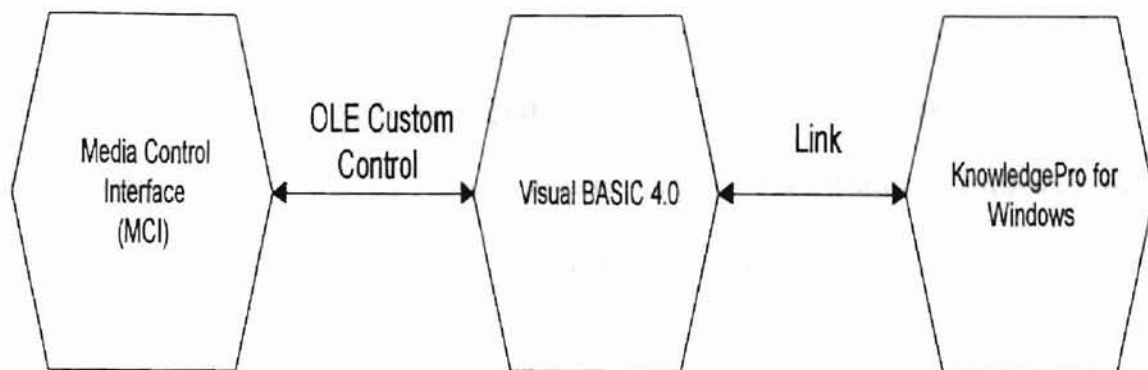 Media Control
Interface
(MCI)
OLE Custom
Control
Visual BASIC 4.0
Link
KnowledgePro for
Windows